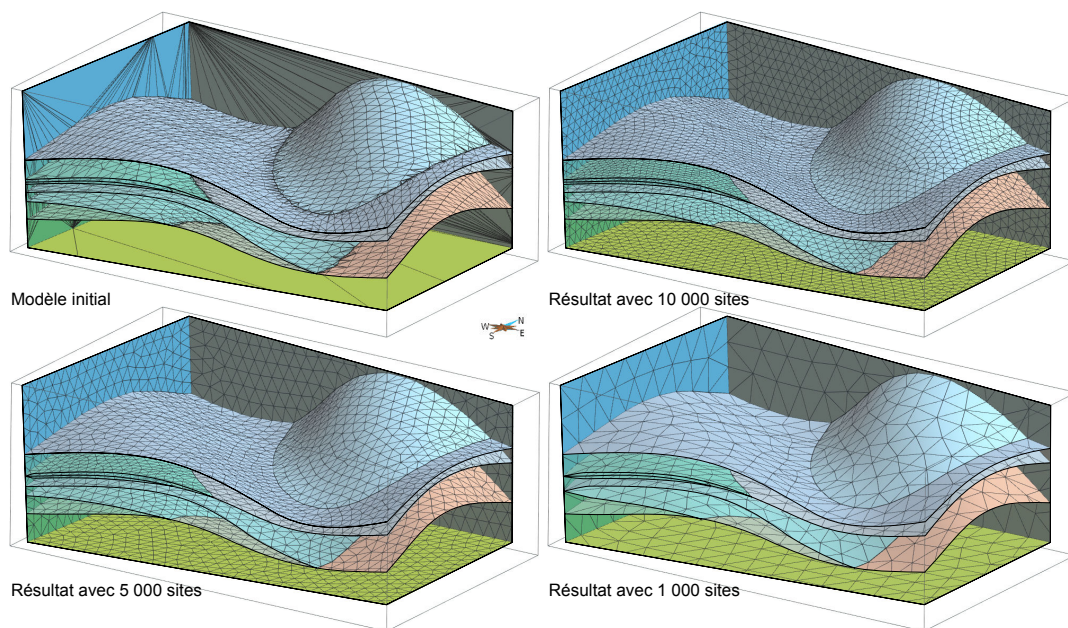 Modèle initial
Résultat avec 10 000 sites
N
W
S
E
Résultat avec 5 000 sites
Résultat avec 1 000 sites